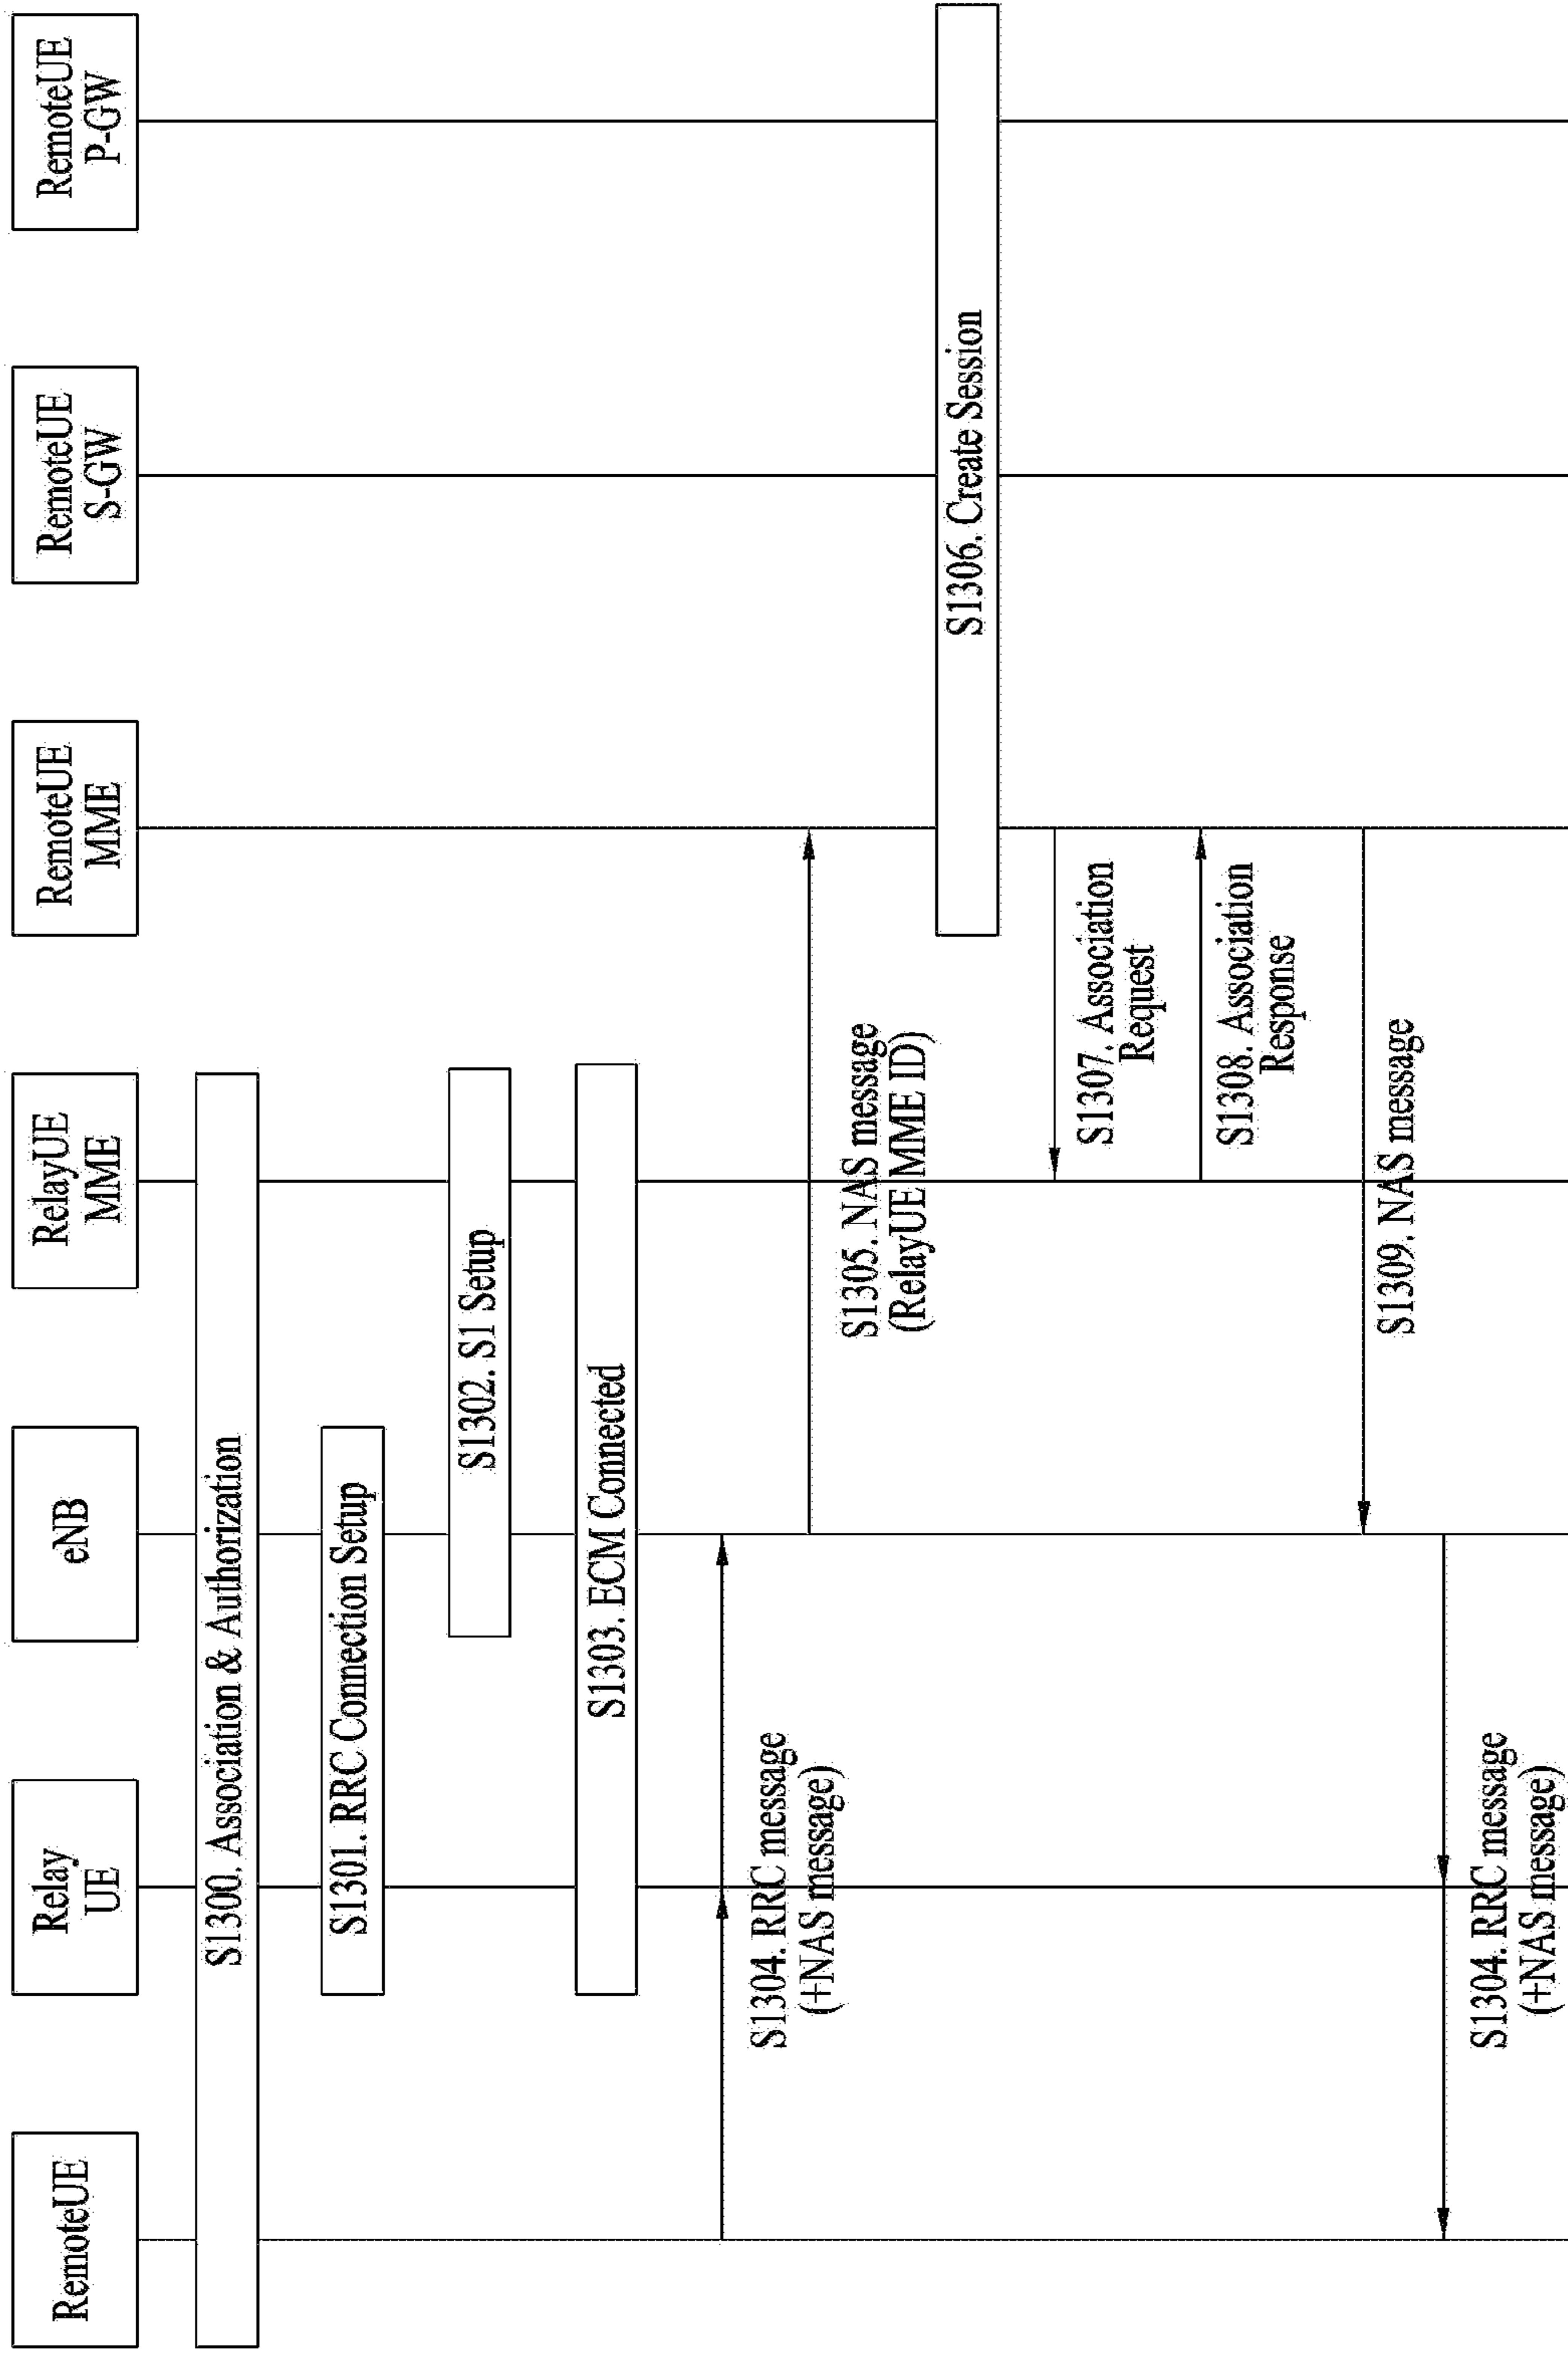 RemoteUE
Relay
UE
eNB
RelayUE
MME
RemoteUE
MME
RemoteUE
S-GW
RemoteUE
P-GW
S1300. Association & Authorization
S1301. RRC Connection Setup
S1302. S1 Setup
S1303. ECM Connected
S1304. RRC message
(+NAS message)
S1305. NAS message
(RelayUE MME ID)
S1306. Create Session
S1307. Association
Request
S1308. Association
Response
S1309. NAS message
S1304. RRC message
(+NAS message)